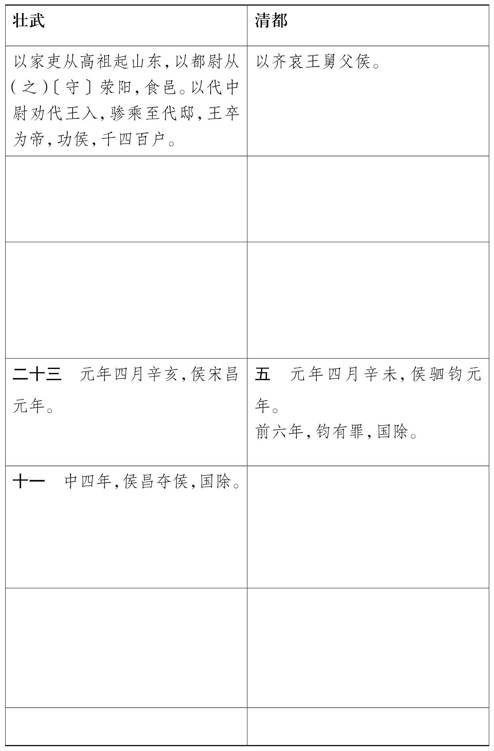 壮武
清都
以家吏从高祖起山东,以都尉从
(之)〔守〕荥阳,食邑。以代中
尉劝代王入,骖乘至代邸,王卒
为帝,功侯,千四百户。
以齐哀王舅父侯。
二十三 元年四月辛亥,侯宋昌
元年。
五 元年四月辛未,侯驷钧元
年。
前六年,钧有罪,国除。
十一 中四年,侯昌夺侯,国除。